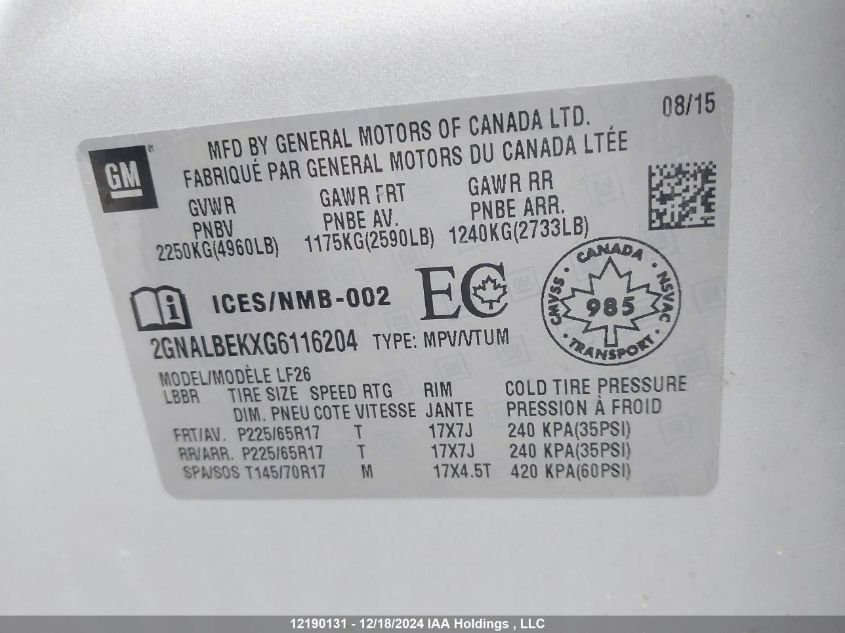 08/15
GM
MFD BY GENERAL MOTORS OF CANADA LTD.
FABRIQUÉ PAR GENERAL MOTORS DU CANADA LTÉE
GVWR GAWR FRT GAWR RR
PNBV PNBE AV. PNBE ARR.
2250KG(4960LB) 1175KG(2590LB) 1240KG(2733LB)
i ICES/NMB-002 EC
CANADA
CMVSS 985 NSVAC
TRANSPORT
2GNALBEKXG6116204 TYPE: MPV/VTUM
MODEL/MODÈLE LF26
LBBR TIRE SIZE SPEED RTG RIM COLD TIRE PRESSURE
DIM. PNEU COTE VITESSE JANTE PRESSION À FROID
FRT/AV. P225/65R17 T 17X7J 240 KPA(35PSI)
RR/ARR. P225/65R17 T 17X7J 240 KPA(35PSI)
SPA/SOS T145/70R17 M 17X4.5T 420 KPA(60PSI)
12190131 - 12/18/2024 IAA Holdings , LLC